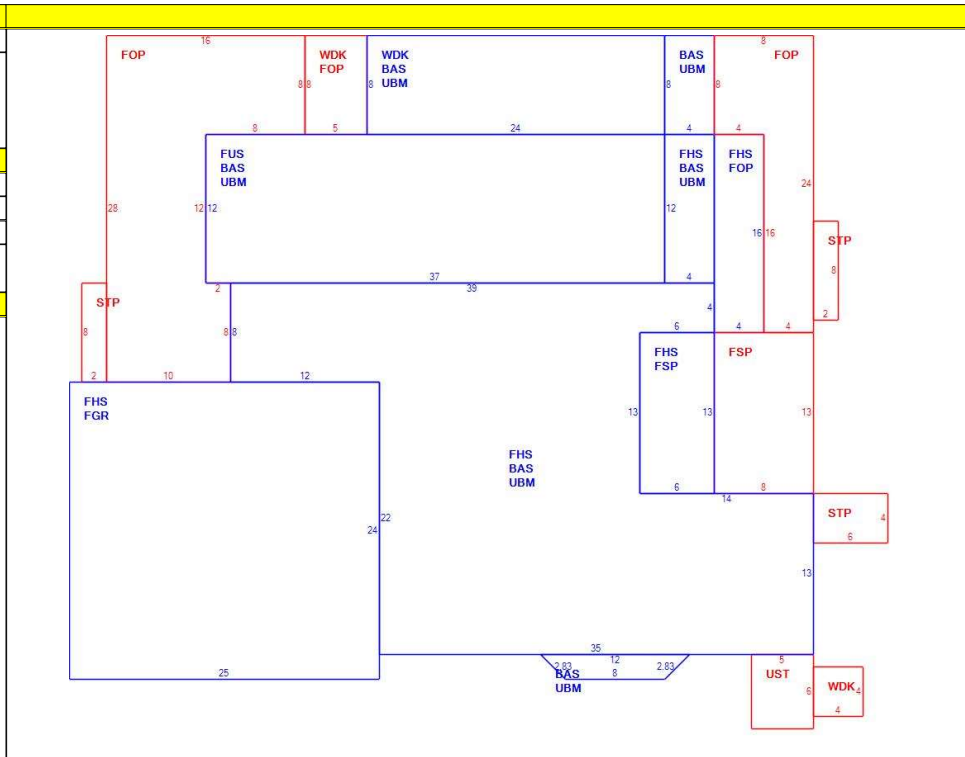 16
8
FOP
WDK
FOP
WDK
BAS
UBM
BAS
UBM
FOP
8
8
8
8
8
8
5
24
4
4
FUS
BAS
UBM
FHS
BAS
UBM
FHS
FOP
24
28
12
12
12
16
16
STP
8
2
37
4
2
39
STP
4
8
8
8
6
4
4
FHS
FSP
FSP
2
10
12
FHS
FGR
13
13
13
FHS
BAS
UBM
6
8
14
STP
4
6
22
24
13
35
12
5
2.83
8
2.83
BAS
UBM
UST
6
WDK
4
4
25